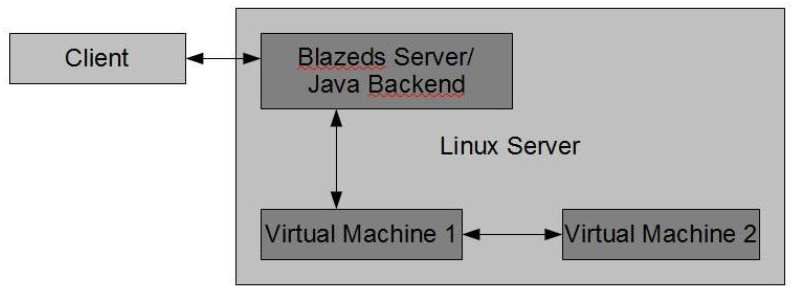 Client
Blazeds Server/
Java Backend
Linux Server
Virtual Machine 1
Virtual Machine 2